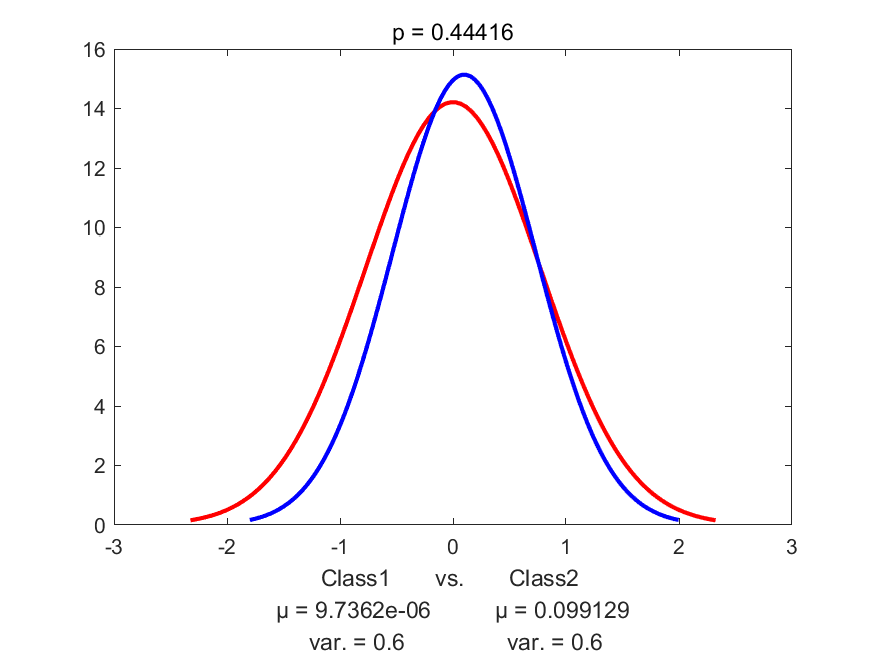 p = 0.44416
16
14
12
10
8
6
4
2
0
-3 -2 -1 0 1 2 3
Class1 vs. Class2
μ = 9.7362e-06 μ = 0.099129
var. = 0.6 var. = 0.6